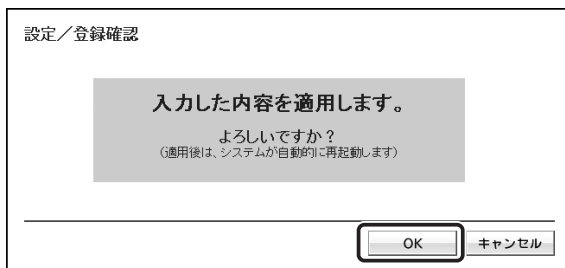 設定／登録確認
入力した内容を適用します。
よろしいですか？
（適用後は、システムが自動的に再起動します）
OK
キャンセル